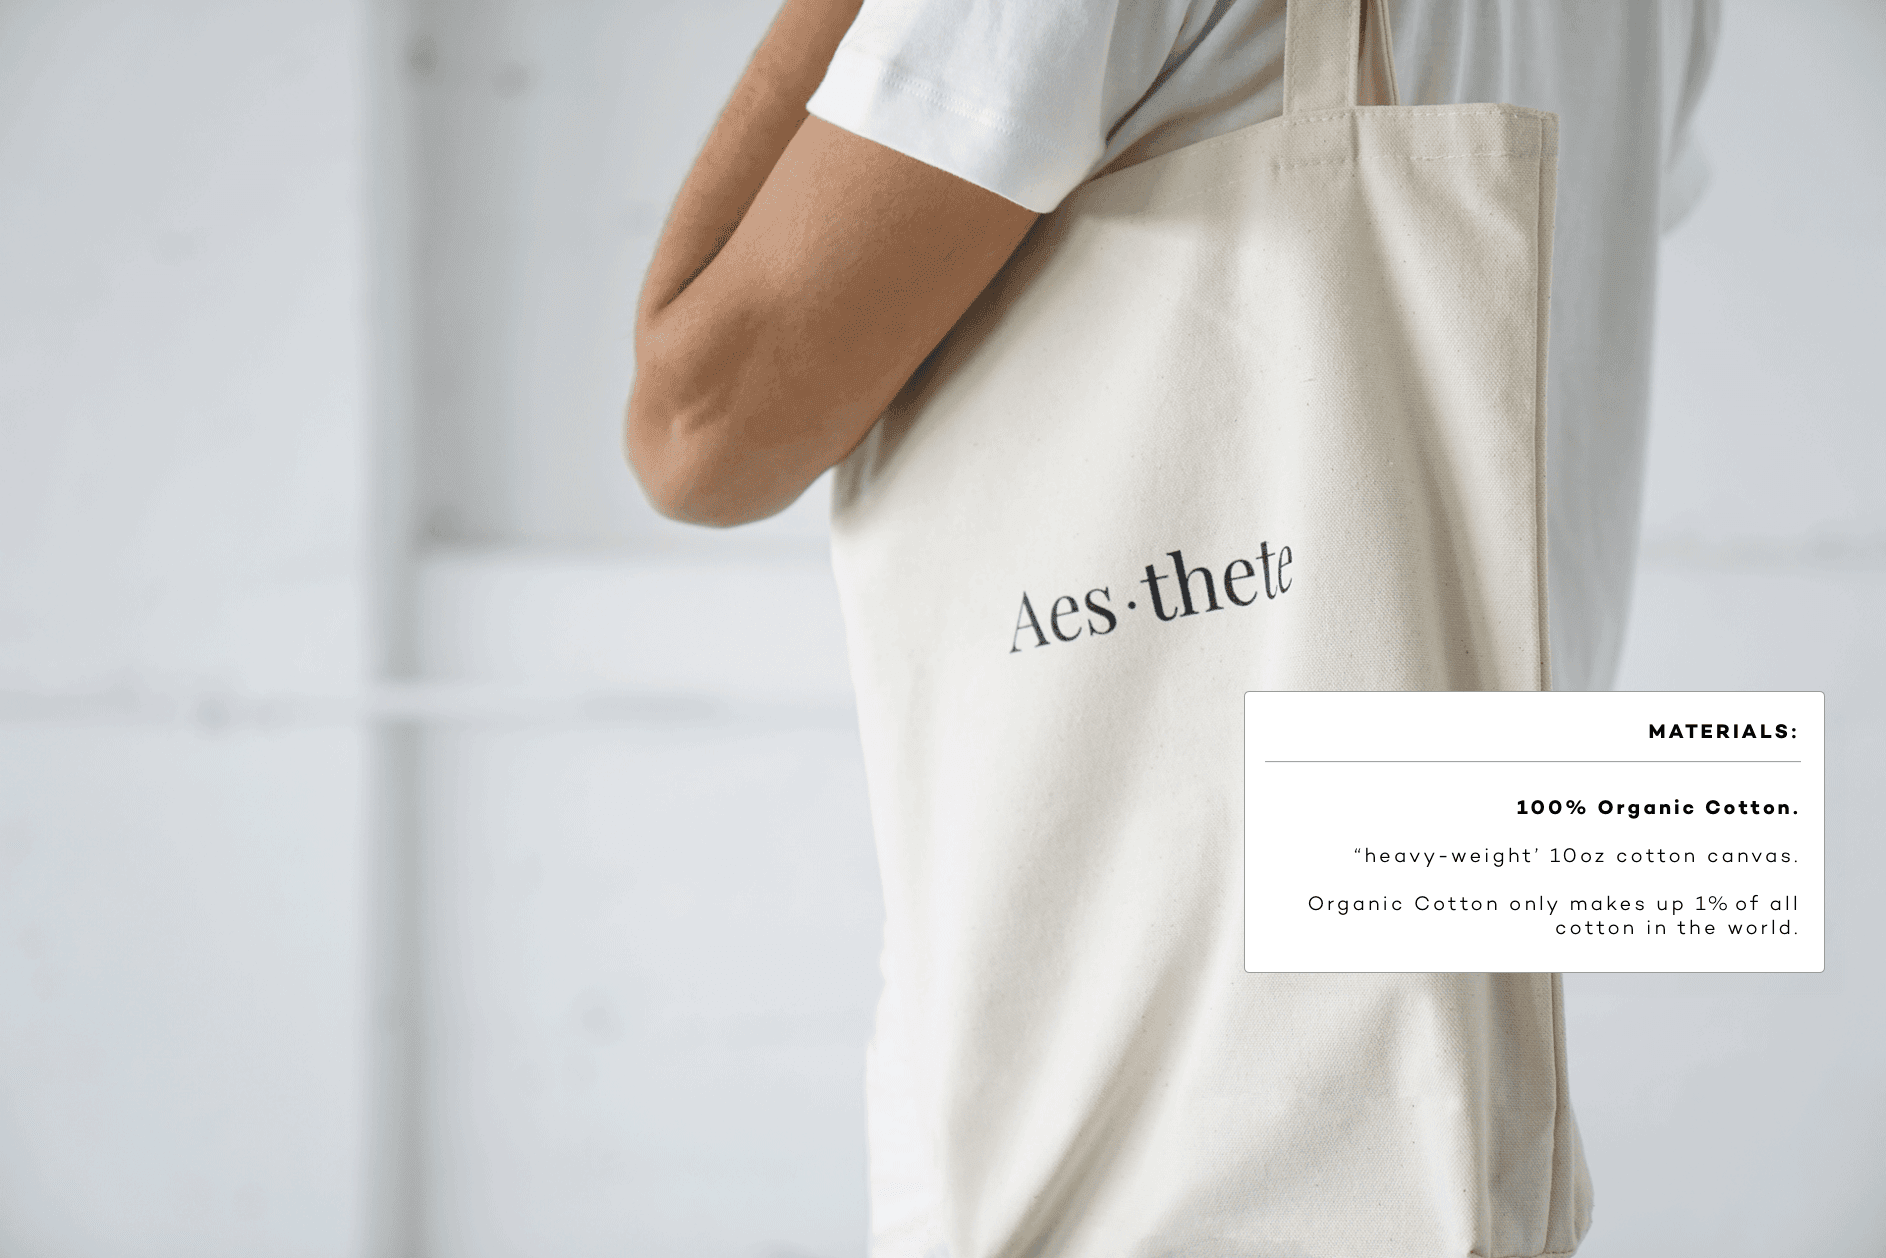 Aes·thete
MATERIALS:
100% Organic Cotton.
“heavy-weight’ 10oz cotton canvas.
Organic Cotton only makes up 1% of all
cotton in the world.